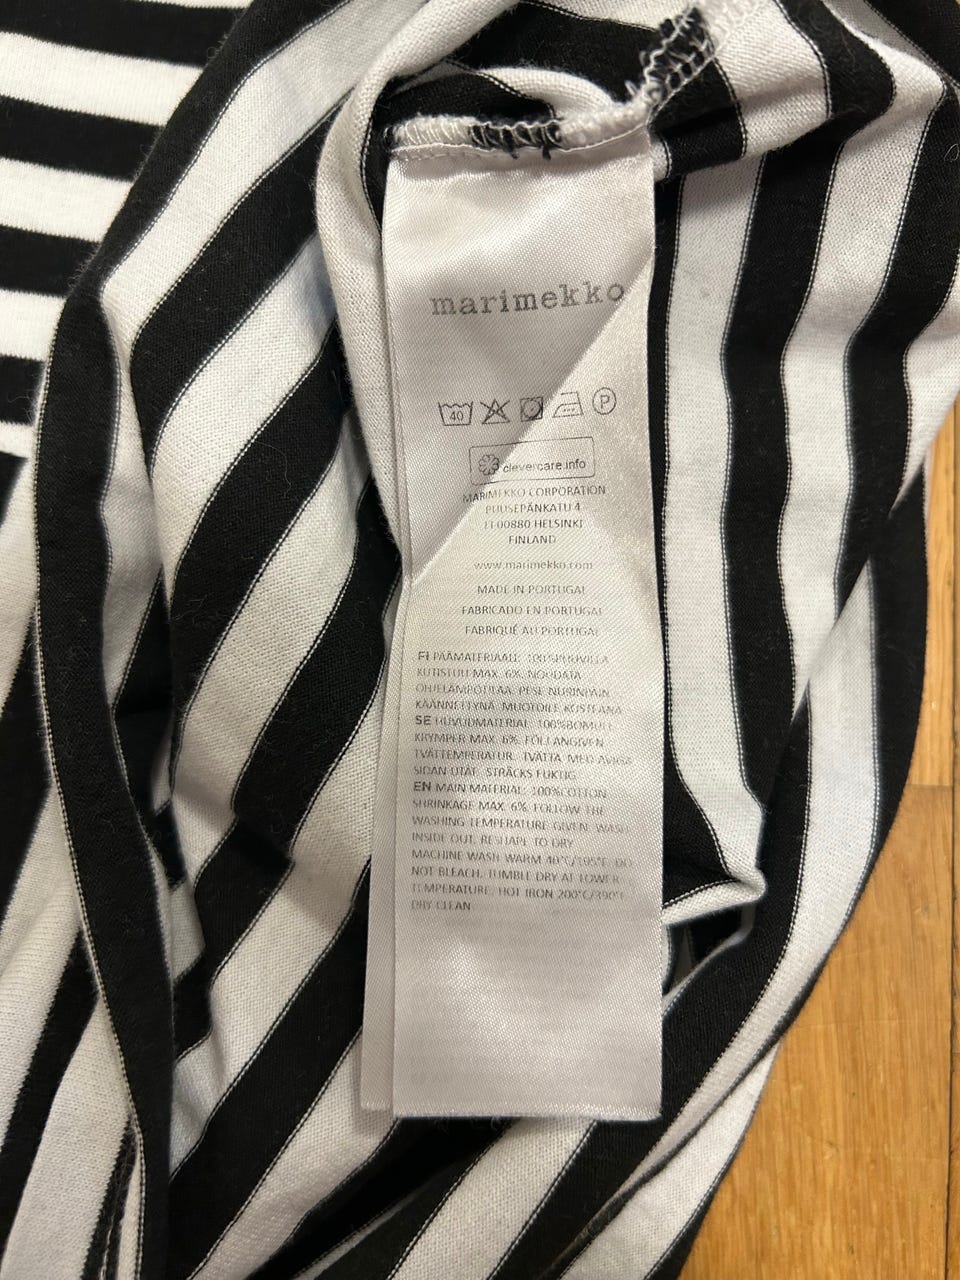 marimekko
40 P
clevercare.info
MARIMEKKO CORPORATION
PUUSEPÄNKATU 4
FI 00880 HELSINKI
FINLAND
www.marimekko.com
MADE IN PORTUGAL
FABRICADO EN PORTUGAL
FABRIQUÉ AU PORTUGAL
FI PÄÄMATERIAALI: 100%PUUVILLA
KUTISTUU MAX. 6%. NOUDATA
OHJELÄMPÖTILAA. PESE NURINPÄIN
KÄÄNNETTYNÄ. MUOTOILE KOSTEANA
SE HUVUDMATERIAL: 100%BOMULL
KRYMPER MAX. 6%. FÖLJ ANGIVEN
TVÄTTEMPERATUR. TVÄTTA MED AVIGA
SIDAN UTÅT. STRÄCKS FUKTIG
EN MAIN MATERIAL: 100%COTTON
SHRINKAGE MAX. 6% FOLLOW THE
WASHING TEMPERATURE GIVEN. WASH
INSIDE OUT. RESHAPE TO DRY
MACHINE WASH WARM 40°C/105°F. DO
NOT BLEACH. TUMBLE DRY AT LOWER
TEMPERATURE. HOT IRON 200°C/390°F
DRY CLEAN